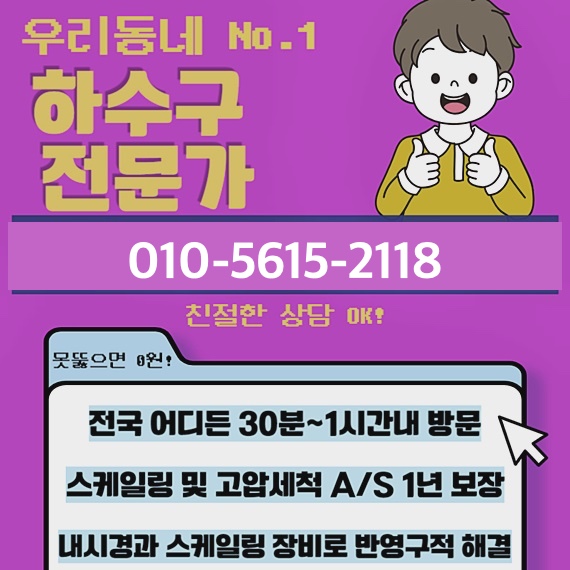 우리동네 No.1
하수구
전문가
010-5615-2118
친절한 상담 OK!
못뚫으면 0원!
전국 어디든 30분~1시간내 방문
스케일링 및 고압세척 A/S 1년 보장
내시경과 스케일링 장비로 반영구적 해결